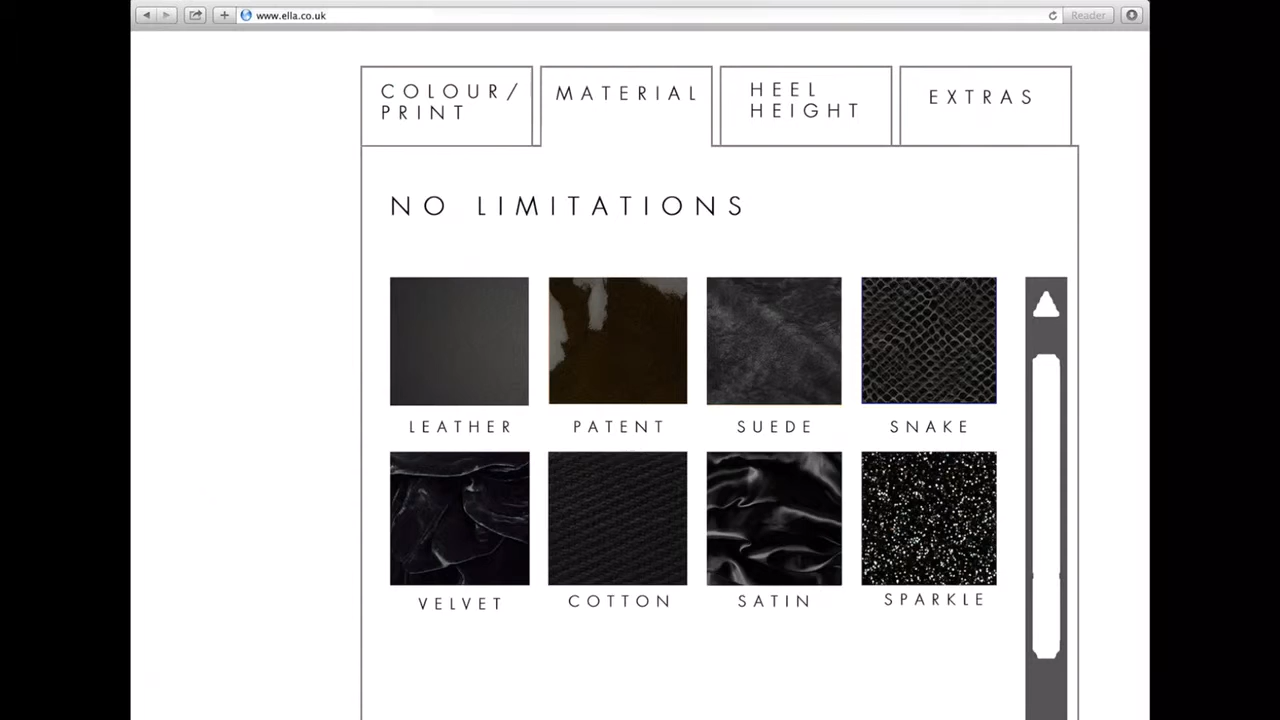 www.ella.co.uk
Reader
COLOUR/
PRINT
MATERIAL
HEEL
HEIGHT
EXTRAS
NO LIMITATIONS
LEATHER
PATENT
SUEDE
SNAKE
VELVET
COTTON
SATIN
SPARKLE